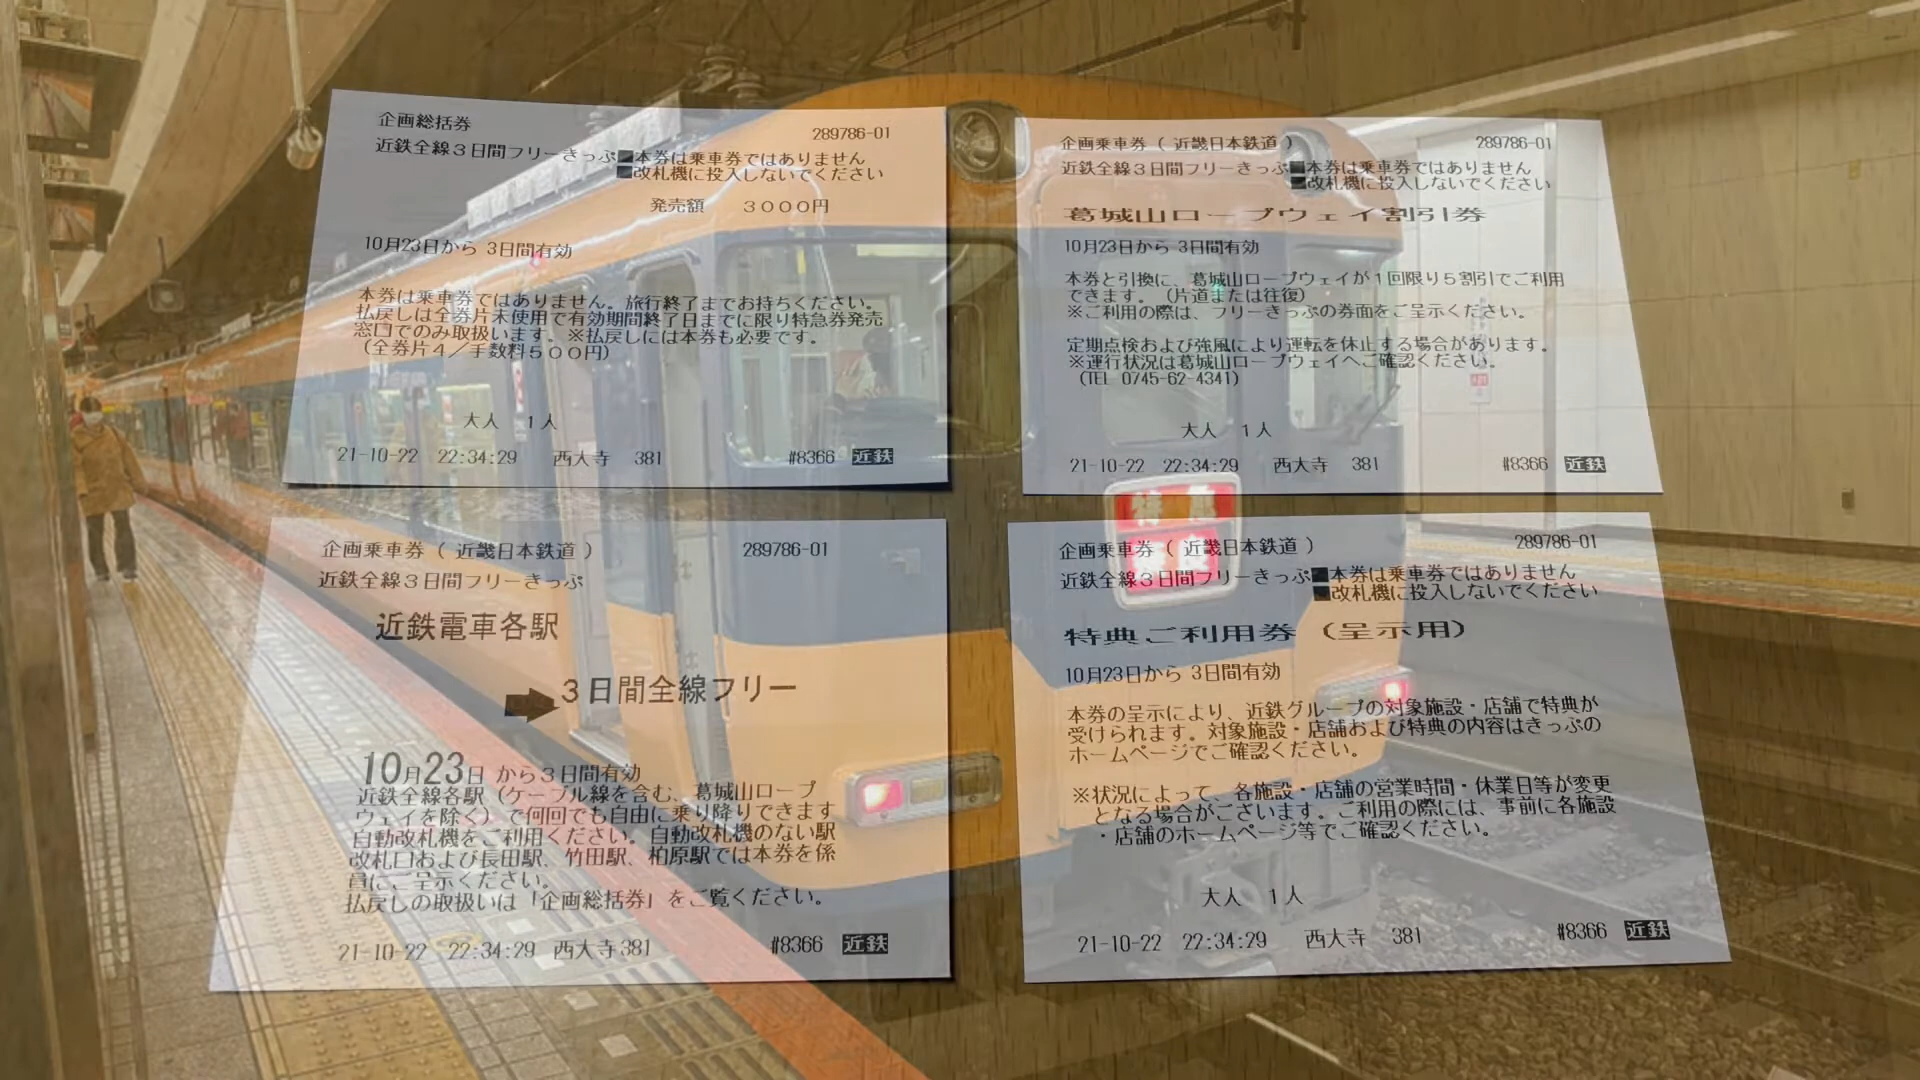 企画総括券
289786-01
近鉄全線3日間フリーきっぷ■本券は乗車券ではありません
■改札機に投入しないでください
発売額 3000円
10月23日から 3日間有効
本券は乗車券ではありません。旅行終了までお持ちください。
払戻しは全券片未使用で有効期間終了日までに限り特急券発売
窓口でのみ取扱います。※払戻しには本券も必要です。
(全券片4/手数料500円)
大人 1人
21-10-22 22:34:29 西大寺 381 #8366 近鉄
企画乗車券(近畿日本鉄道)
289786-01
近鉄全線3日間フリーきっぷ■本券は乗車券ではありません
■改札機に投入しないでください
葛城山ロープウェイ割引券
10月23日から 3日間有効
本券と引換に、葛城山ロープウェイが1回限り5割引でご利用
できます。(片道または往復)
※ご利用の際は、フリーきっぷの券面をご呈示ください。
定期点検および強風により運転を休止する場合があります。
※運行状況は葛城山ロープウェイへご確認ください。
(TEL 0745-62-4341)
大人 1人
21-10-22 22:34:29 西大寺 381 #8366 近鉄
企画乗車券(近畿日本鉄道) 289786-01
近鉄全線3日間フリーきっぷ
近鉄電車各駅
➡3日間全線フリー
10月23日 から3日間有効
近鉄全線各駅(ケーブル線を含む、葛城山ロープ
ウェイを除く)で何回でも自由に乗り降りできます
自動改札機をご利用ください。自動改札機のない駅
改札口および長田駅、竹田駅、柏原駅では本券を係
員にご呈示ください。
払戻しの取扱いは「企画総括券」をご覧ください。
21-10-22 22:34:29 西大寺381 #8366 近鉄
企画乗車券(近畿日本鉄道)
289786-01
近鉄全線3日間フリーきっぷ■本券は乗車券ではありません
■改札機に投入しないでください
特典ご利用券(呈示用)
10月23日から 3日間有効
本券の呈示により、近鉄グループの対象施設・店舗で特典が
受けられます。対象施設・店舗および特典の内容はきっぷの
ホームページでご確認ください。
※状況によって、各施設・店舗の営業時間・休業日等が変更
となる場合がございます。ご利用の際には、事前に各施設
・店舗のホームページ等でご確認ください。
大人 1人
21-10-22 22:34:29 西大寺 381 #8366 近鉄
特急